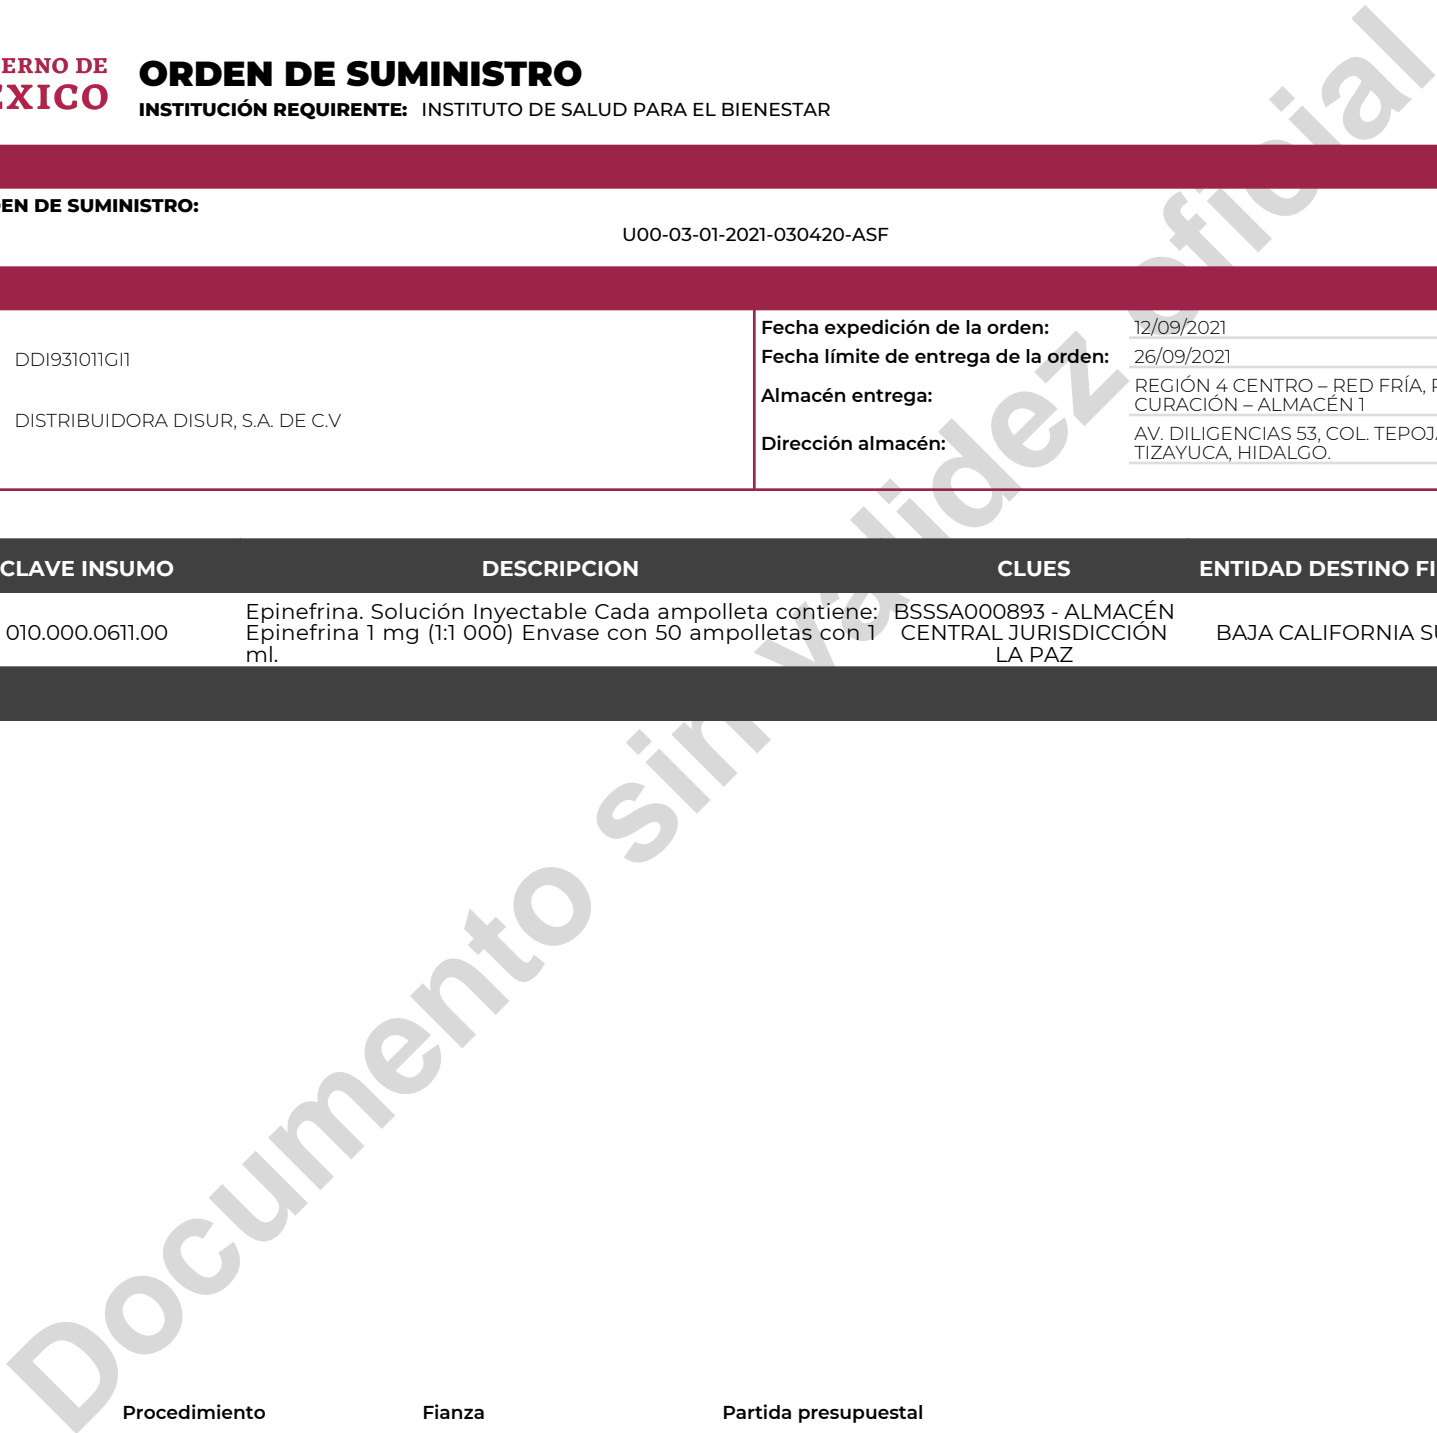 ERNO DE
EXICO
ORDEN DE SUMINISTRO
INSTITUCIÓN REQUIRENTE: INSTITUTO DE SALUD PARA EL BIENESTAR
EN DE SUMINISTRO:
U00-03-01-2021-030420-ASF
DDI931011GI1
DISTRIBUIDORA DISUR, S.A. DE C.V
Fecha expedición de la orden: 12/09/2021
Fecha límite de entrega de la orden: 26/09/2021
Almacén entrega: REGIÓN 4 CENTRO – RED FRÍA,
CURACIÓN – ALMACÉN 1
Dirección almacén: AV. DILIGENCIAS 53, COL. TEPOJ
TIZAYUCA, HIDALGO.
CLAVE INSUMO DESCRIPCION CLUES ENTIDAD DESTINO FI
010.000.0611.00
Epinefrina. Solución Inyectable Cada ampolleta contiene:
Epinefrina 1 mg (1:1 000) Envase con 50 ampolletas con 1
ml.
BSSSA000893 - ALMACÉN
CENTRAL JURISDICCIÓN
LA PAZ
BAJA CALIFORNIA S
Documento sin validez oficial
Procedimiento Fianza Partida presupuestal